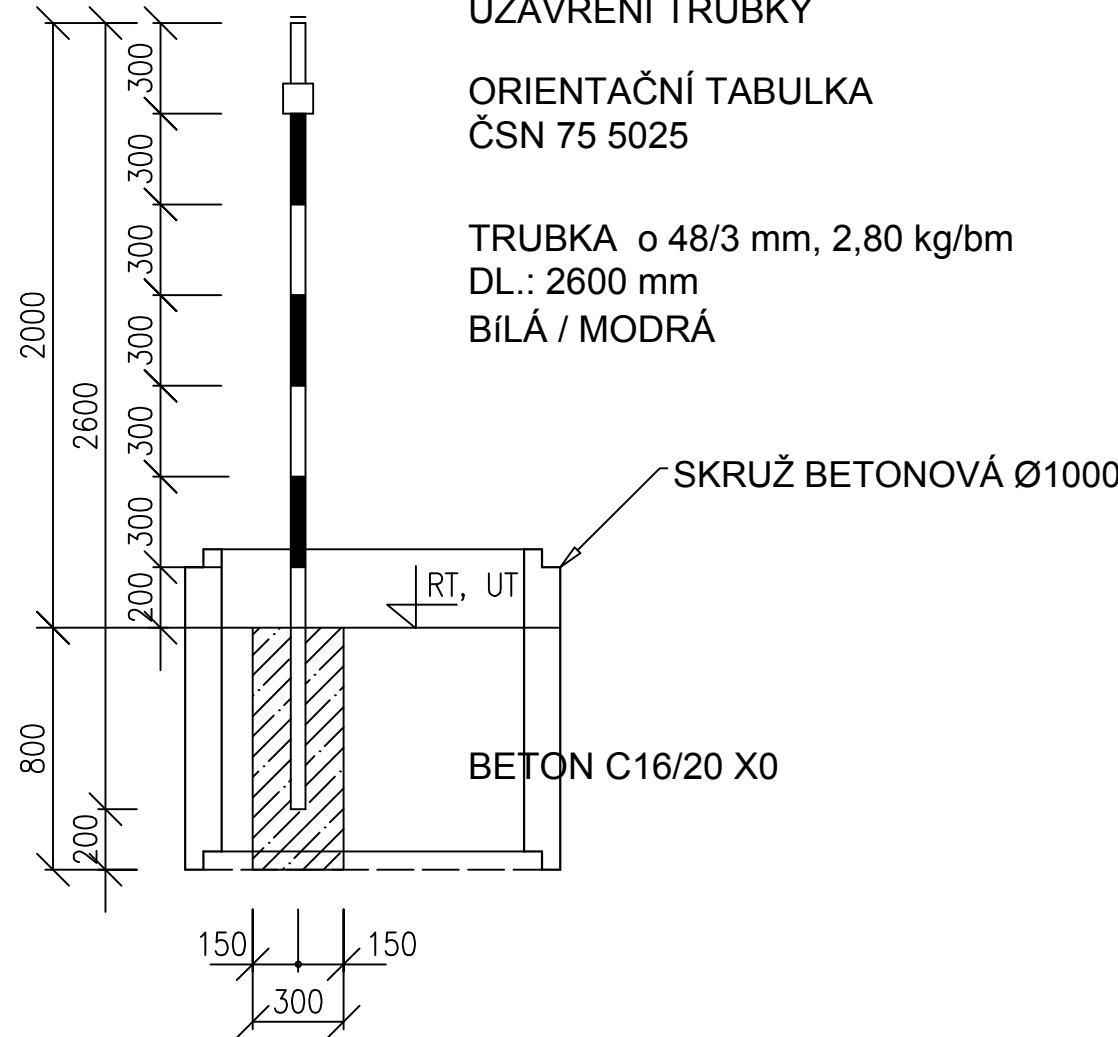 UZAVŘENÍ TRUBKY
ORIENTAČNÍ TABULKA
ČSN 75 5025
TRUBKA o 48/3 mm, 2,80 kg/bm
DL.: 2600 mm
BíLÁ / MODRÁ
SKRUŽ BETONOVÁ Ø1000
RT, UT
BETON C16/20 X0
2000
800
2600
200
300
300
300
300
300
300
200
150
150
300